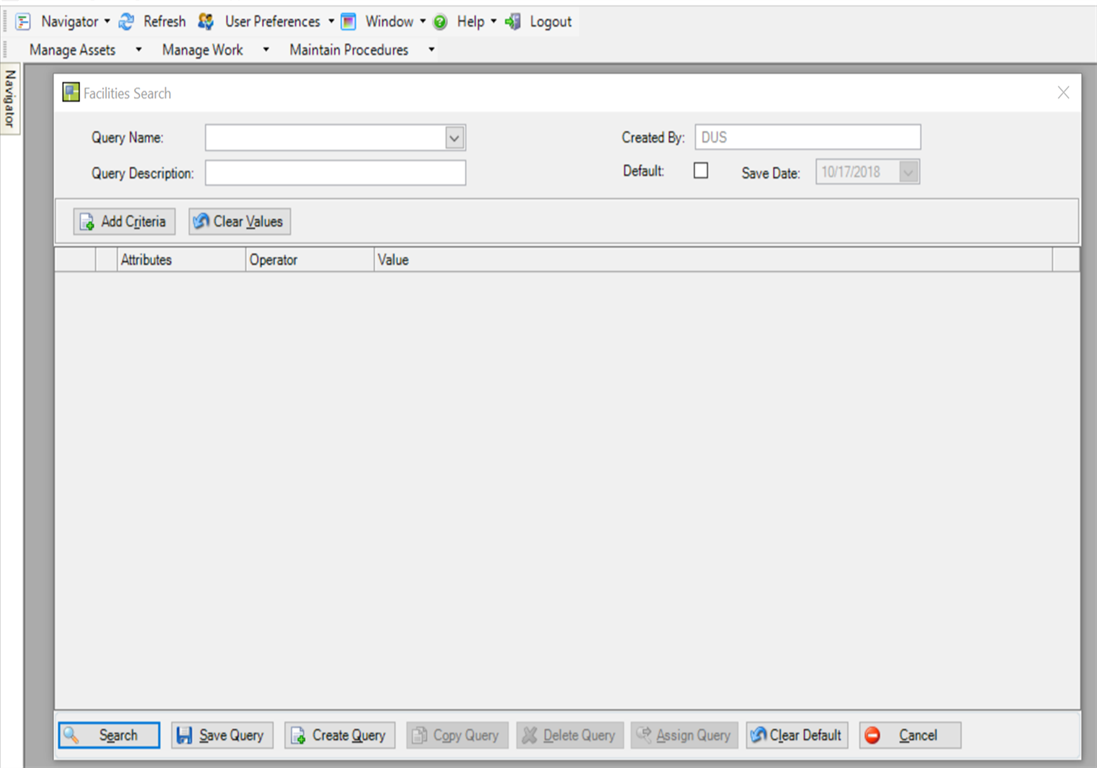 Navigator Refresh User Preferences Window Help Logout
Manage Assets Manage Work Maintain Procedures
Navigator
Facilities Search
Query Name: Created By: DUS
Query Description: Default: Save Date: 10/17/2018
Add Criteria Clear Values
Attributes Operator Value
Search Save Query Create Query Copy Query Delete Query Assign Query Clear Default Cancel